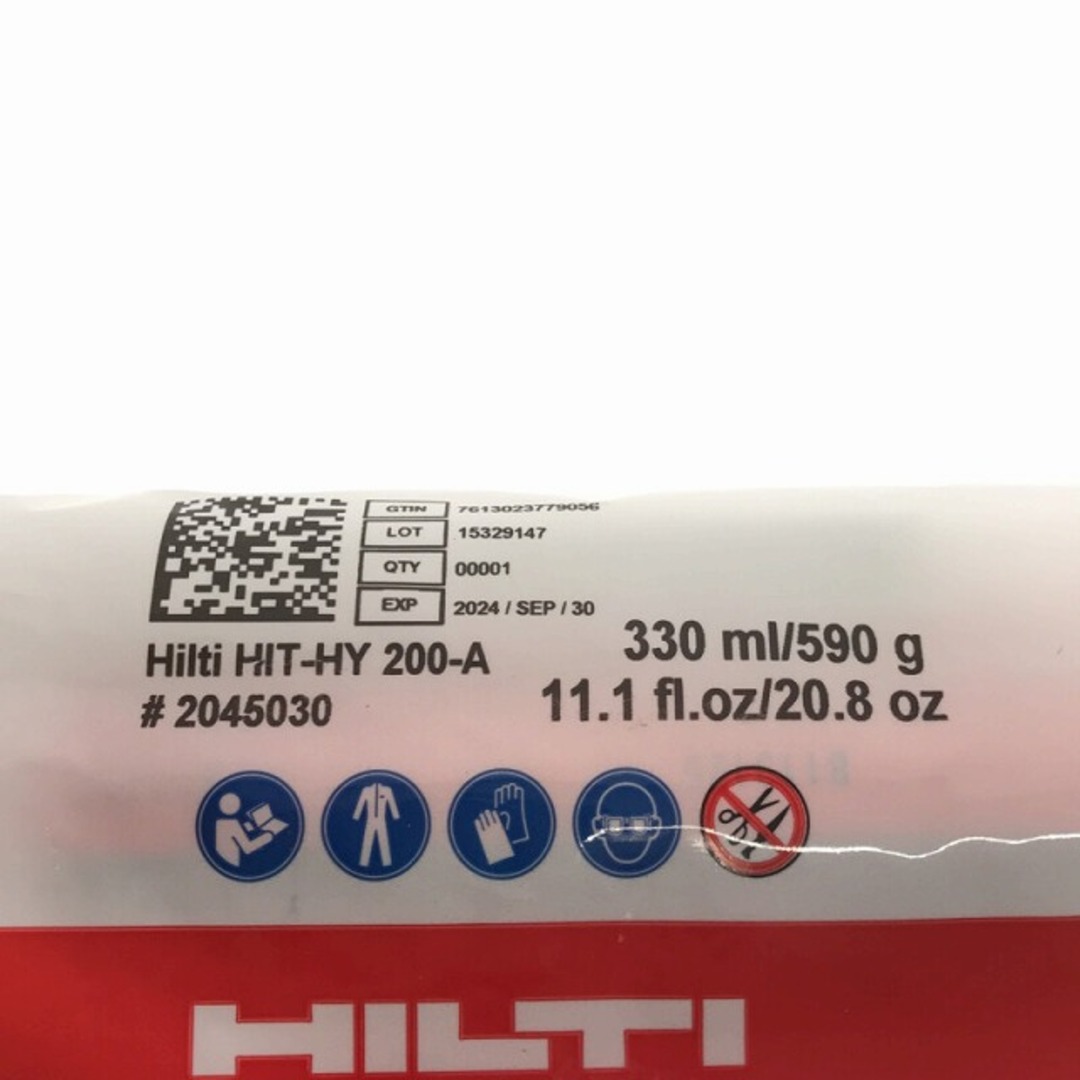 GTIN 7613023779056
LOT 15329147
QTY 00001
EXP 2024 / SEP / 30
Hilti HIT-HY 200-A
# 2045030
330 ml/590 g
11.1 fl.oz/20.8 oz
HILTI